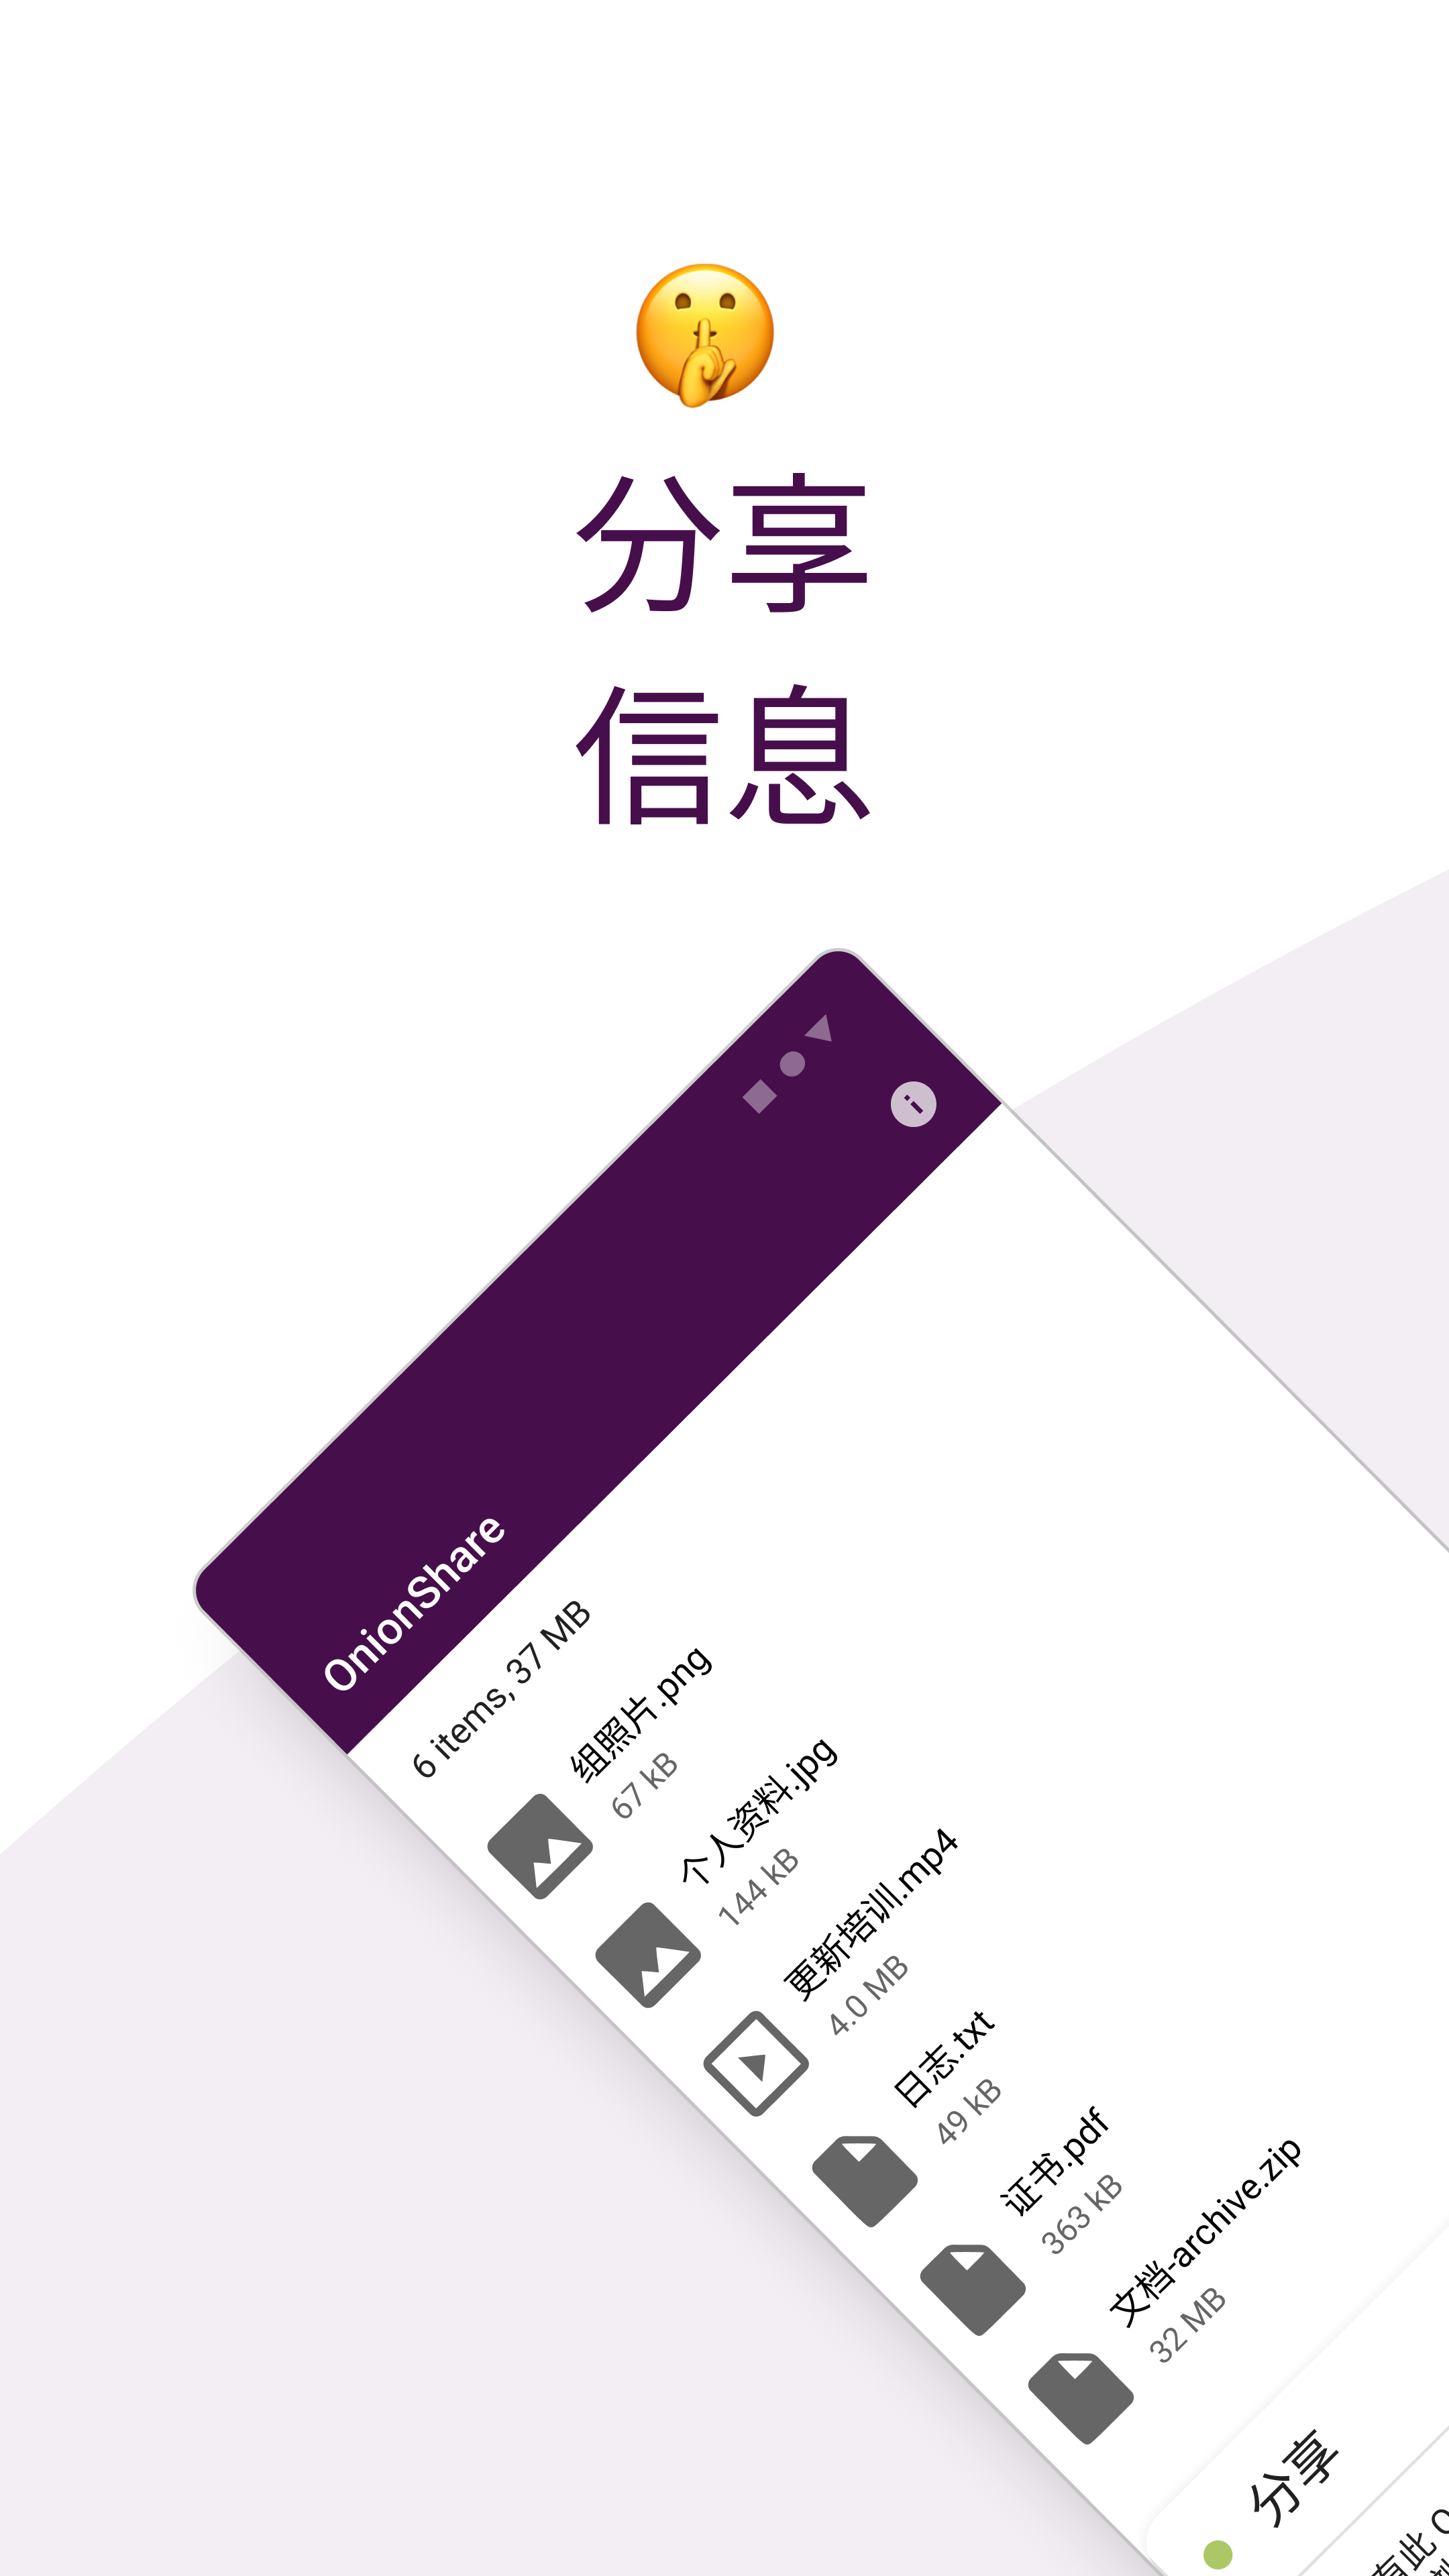 分享
信息
OnionShare
6 items, 37 MB
组照片.png
67 kB
个人资料.jpg
144 kB
更新培训.mp4
4.0 MB
日志.txt
49 kB
证书.pdf
363 kB
文档-archive.zip
32 MB
分享
有此 O